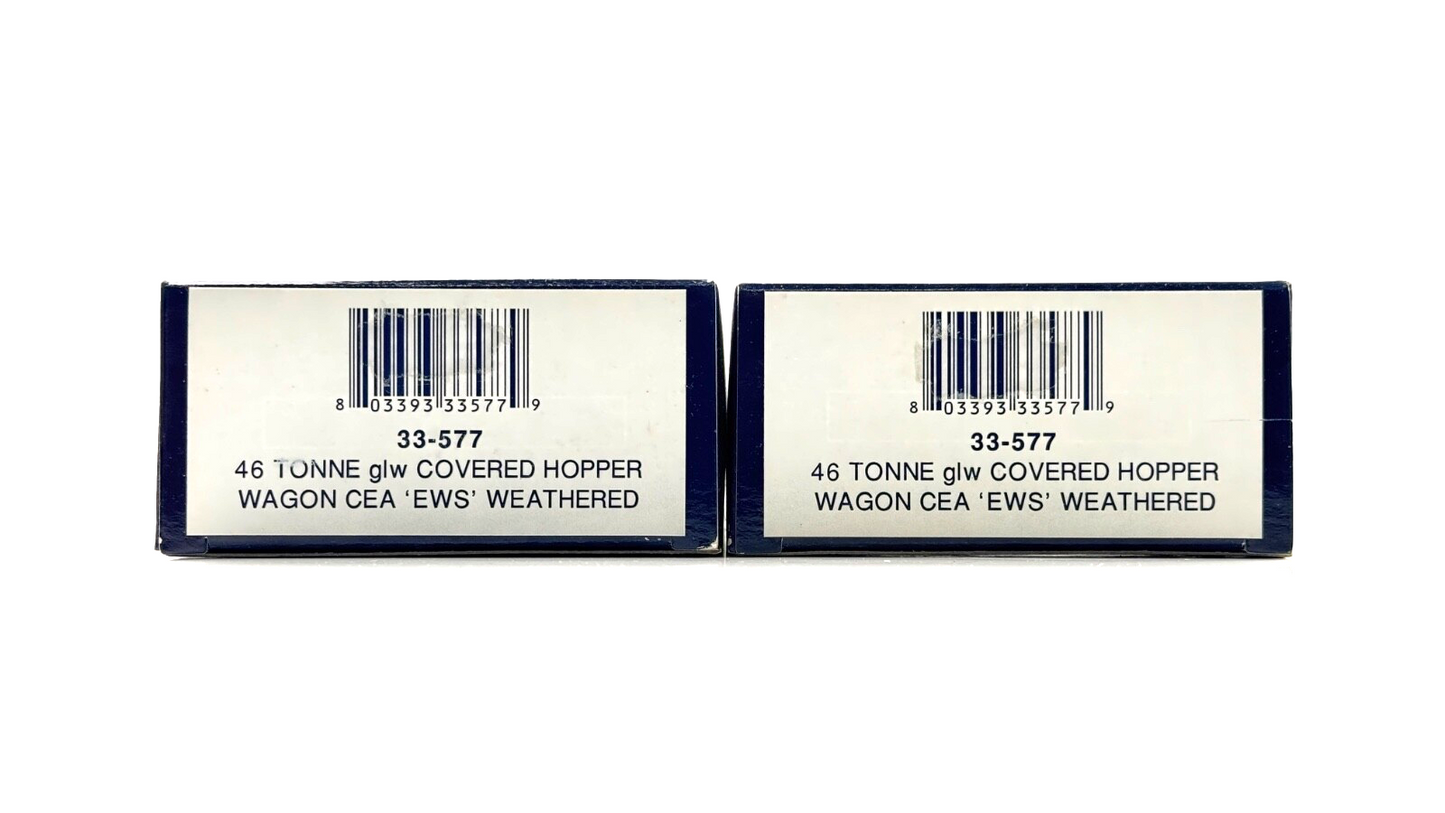 8 03393 33577 9
33-577
46 TONNE glw COVERED HOPPER
WAGON CEA ‘EWS’ WEATHERED
8 03393 33577 9
33-577
46 TONNE glw COVERED HOPPER
WAGON CEA ‘EWS’ WEATHERED